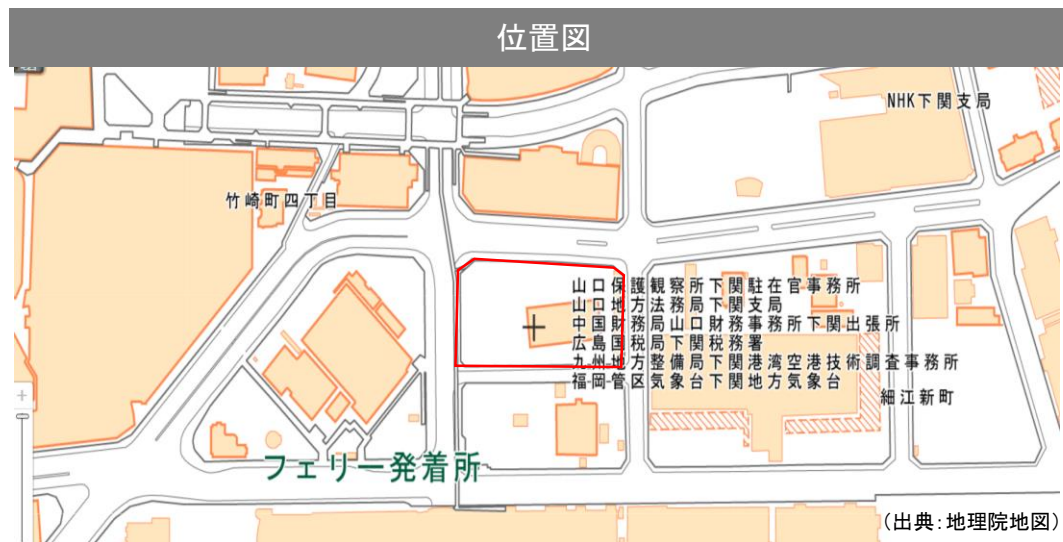 位置図
NHK下関支局
竹崎町四丁目
山口保護観察所下関駐在官事務所
山口地方法務局下関支局
中国財務局山口財務事務所下関出張所
広島国税局下関税務署
九州地方整備局下関港湾空港技術調査事務所
福岡管区気象台下関地方気象台
細江新町
フェリー発着所
(出典:地理院地図)